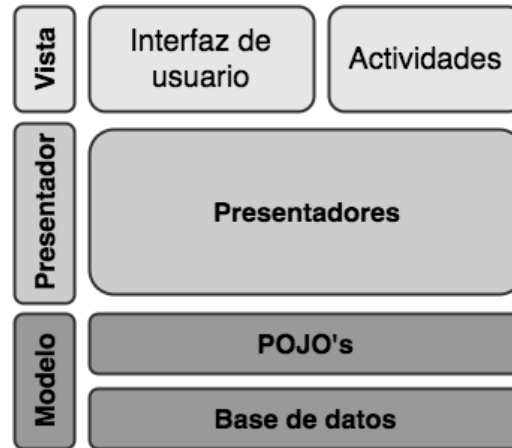 Vista
Interfaz de
usuario
Actividades
Presentador
Presentadores
Modelo
POJO's
Base de datos